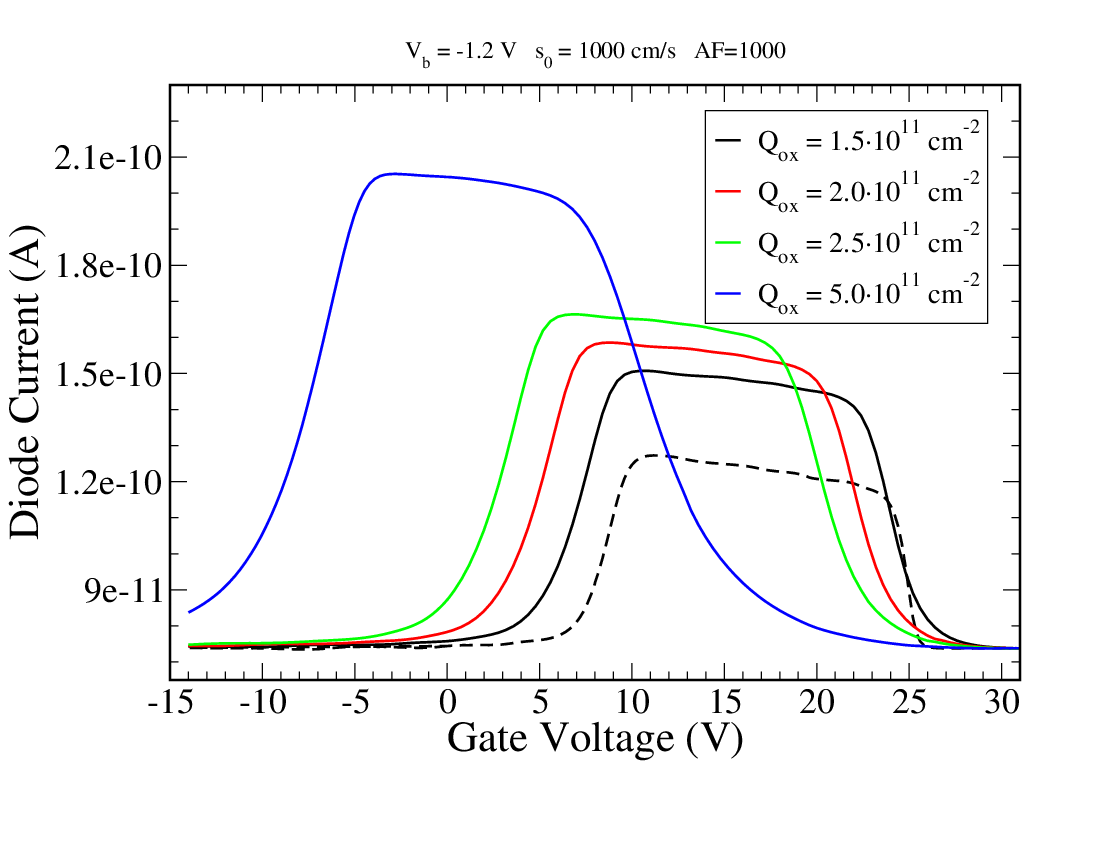 V_b = -1.2 V   s_0 = 1000 cm/s   AF=1000
Q_ox = 1.5·10^11 cm^-2
Q_ox = 2.0·10^11 cm^-2
Q_ox = 2.5·10^11 cm^-2
Q_ox = 5.0·10^11 cm^-2
2.1e-10
1.8e-10
1.5e-10
1.2e-10
9e-11
Diode Current (A)
-15 -10 -5 0 5 10 15 20 25 30
Gate Voltage (V)